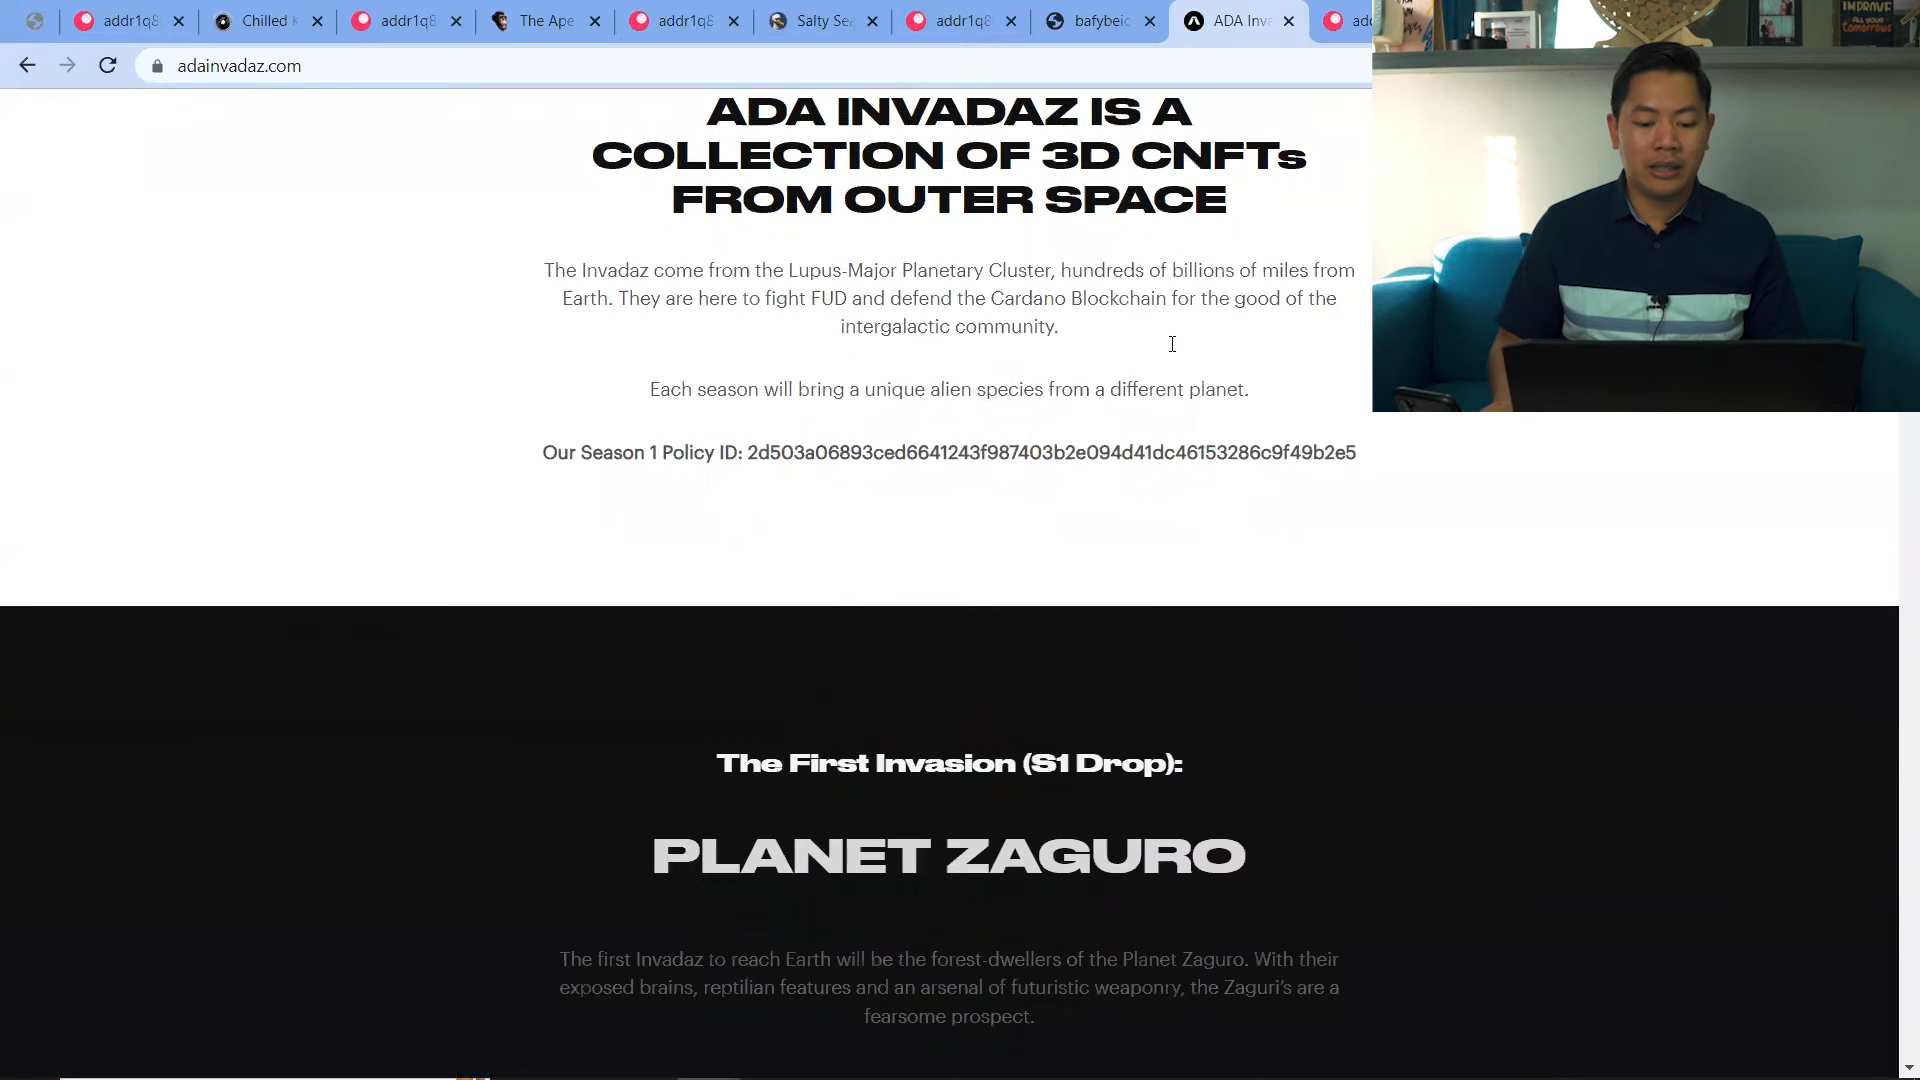 addr1q8
Chilled
addr1q8
The Ape
addr1q8
Salty Sea
addr1q8
bafybeic
ADA Inva
adainvadaz.com
IMPROVE
ALL YOUR
Tomorrows
ADA INVADAZ IS A
COLLECTION OF 3D CNFTs
FROM OUTER SPACE
The Invadaz come from the Lupus-Major Planetary Cluster, hundreds of billions of miles from
Earth. They are here to fight FUD and defend the Cardano Blockchain for the good of the
intergalactic community.
Each season will bring a unique alien species from a different planet.
Our Season 1 Policy ID: 2d503a06893ced6641243f987403b2e094d41dc46153286c9f49b2e5
The First Invasion (S1 Drop):
PLANET ZAGURO
The first Invadaz to reach Earth will be the forest-dwellers of the Planet Zaguro. With their
exposed brains, reptilian features and an arsenal of futuristic weaponry, the Zaguri's are a
fearsome prospect.